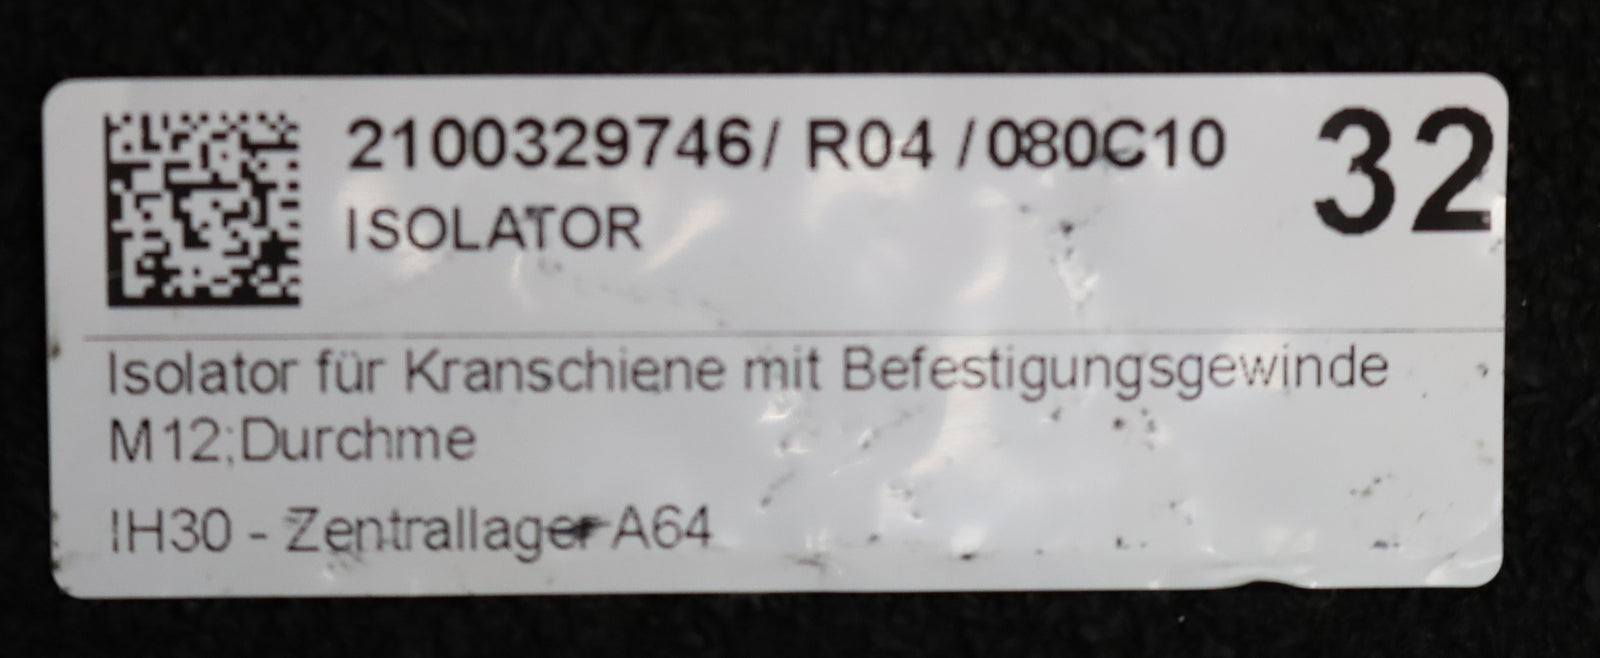 2100329746/ R04 /080C10
32
ISOLATOR
Isolator für Kranschiene mit Befestigungsgewinde
M12;Durchme
IH30 - Zentrallager A64